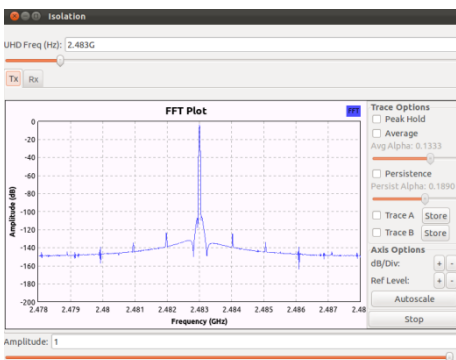 Isolation
UHD Freq (Hz): 2.483G
Tx Rx
FFT Plot
FFT
Trace Options
Peak Hold
Average
Avg Alpha: 0.1333
Persistence
Persist Alpha: 0.1890
Trace A Store
Trace B Store
Axis Options
dB/Div: + -
Ref Level: + -
Autoscale
Stop
Amplitude (dB)
0
-20
-40
-60
-80
-100
-120
-140
-160
-180
-200
2.478 2.479 2.48 2.481 2.482 2.483 2.484 2.485 2.486 2.487 2.48
Frequency (GHz)
Amplitude: 1